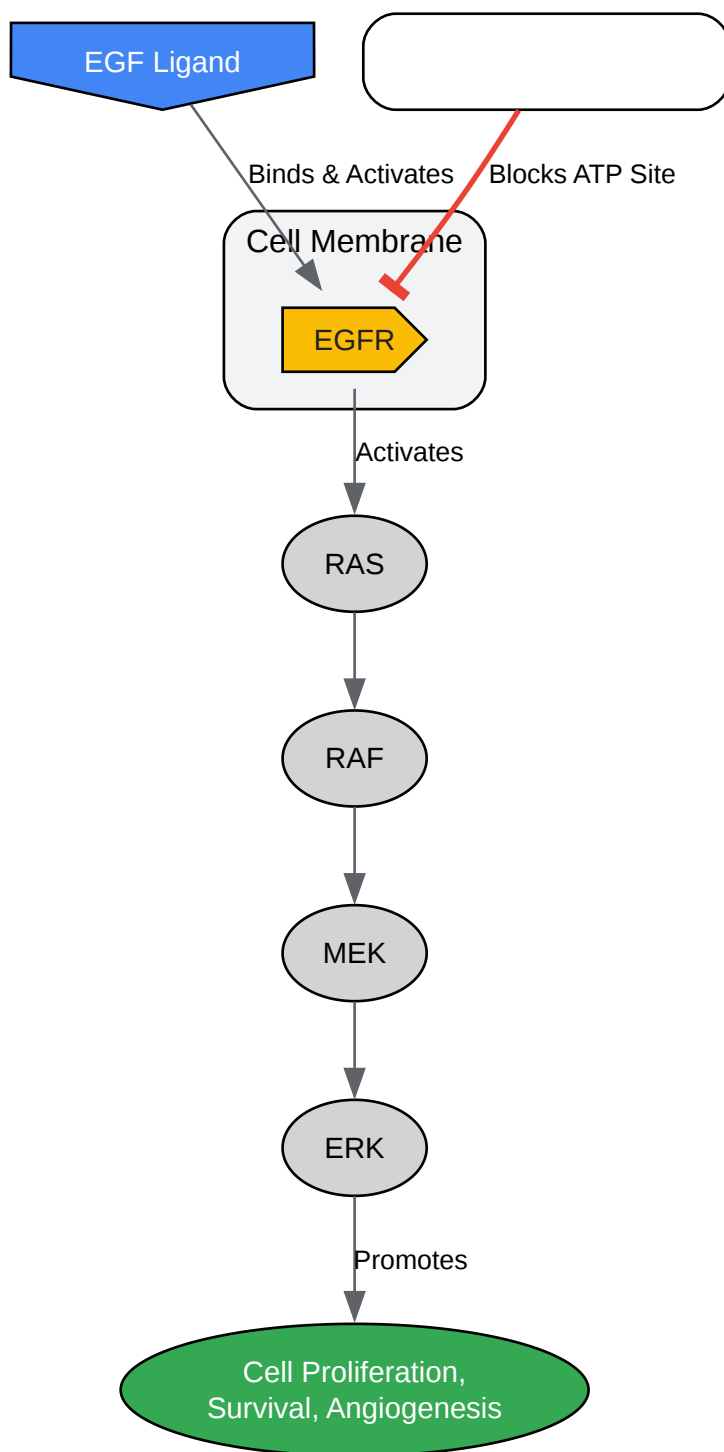 EGF Ligand
Binds & Activates
Blocks ATP Site
Cell Membrane
EGFR
Activates
RAS
RAF
MEK
ERK
Promotes
Cell Proliferation,
Survival, Angiogenesis